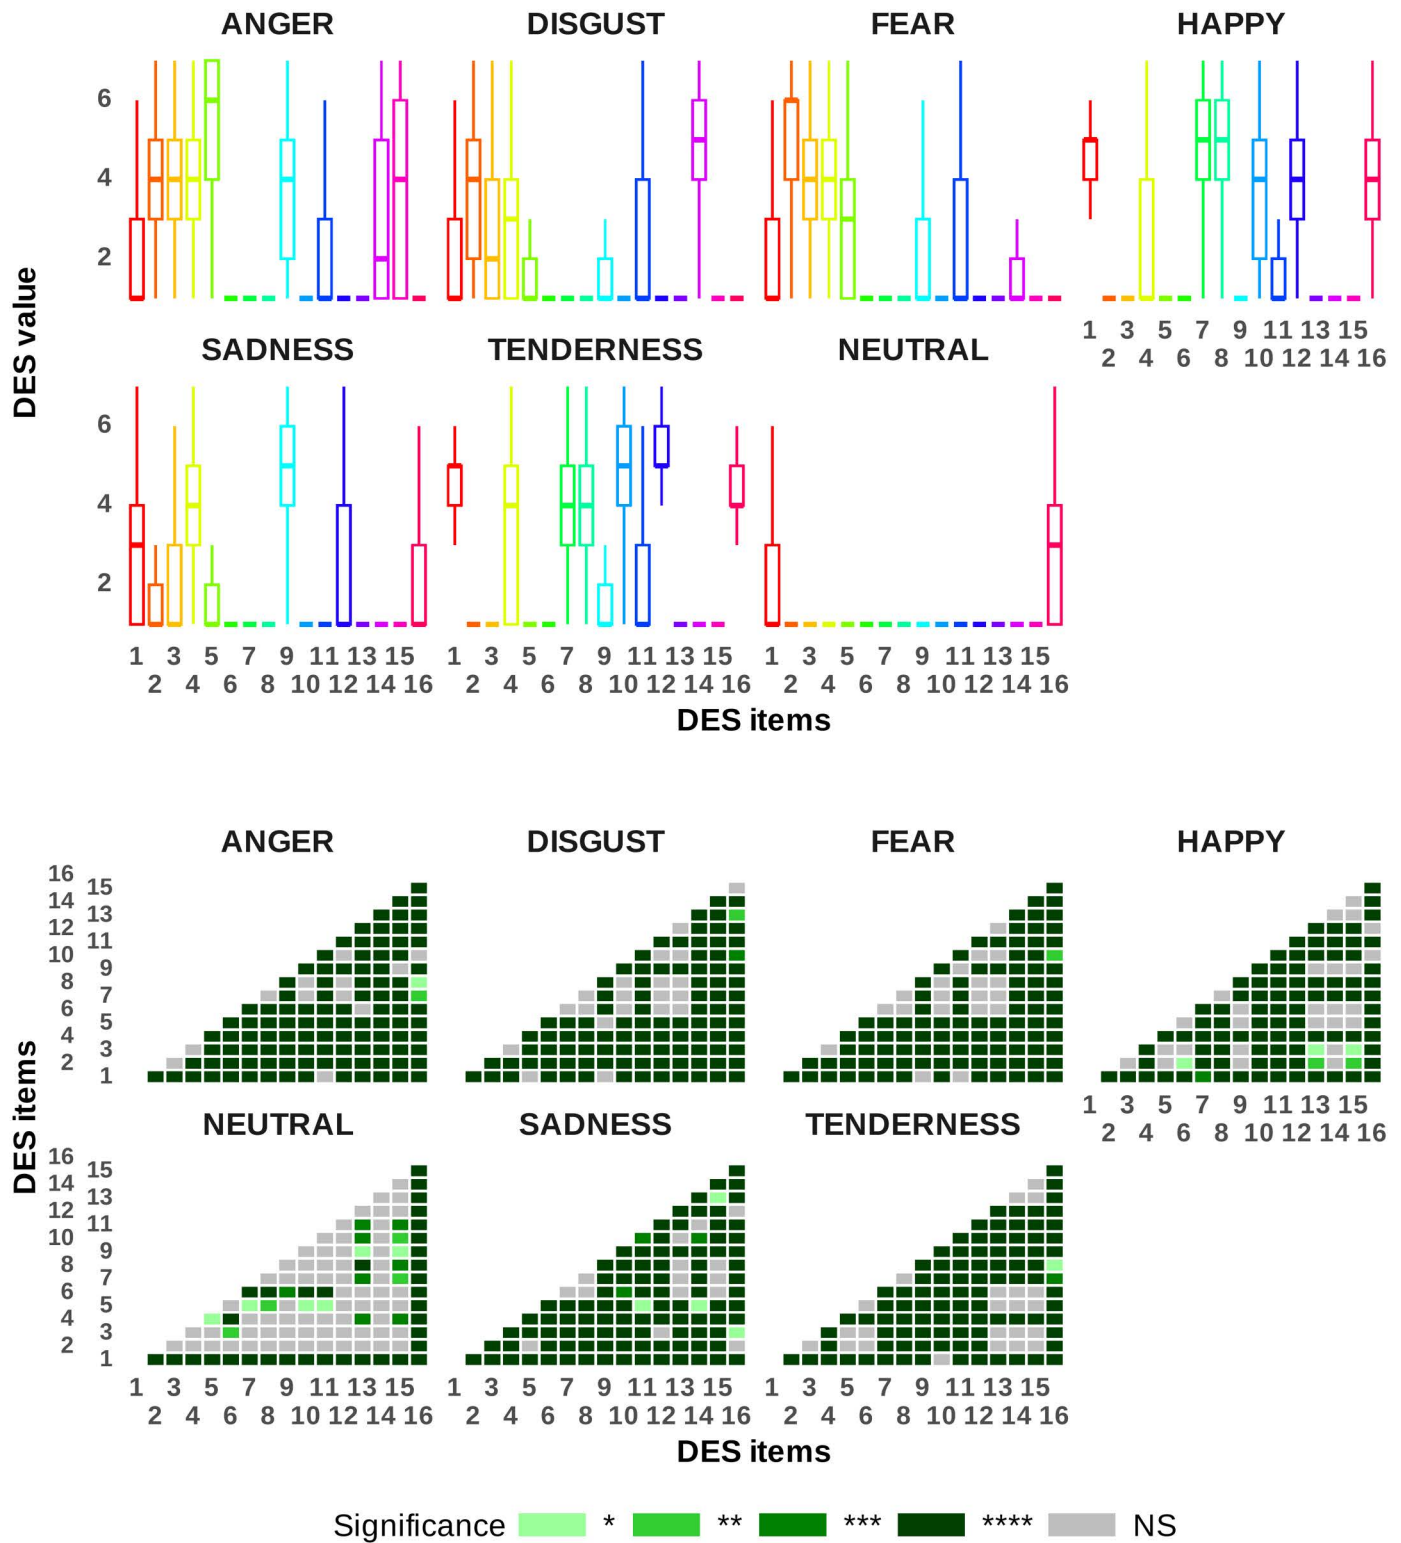 ANGER DISGUST FEAR HAPPY
6
4
2
DES value
1 3 5 7 9 11 13 15
2 4 6 8 10 12 14 16
SADNESS TENDERNESS NEUTRAL
6
4
2
1 3 5 7 9 11 13 15 1 3 5 7 9 11 13 15 1 3 5 7 9 11 13 15
2 4 6 8 10 12 14 16 2 4 6 8 10 12 14 16 2 4 6 8 10 12 14 16
DES items
ANGER DISGUST FEAR HAPPY
16
15
14
13
12
11
10
9
8
7
6
5
4
3
2
1
DES items
1 3 5 7 9 11 13 15
2 4 6 8 10 12 14 16
NEUTRAL SADNESS TENDERNESS
16
15
14
13
12
11
10
9
8
7
6
5
4
3
2
1
1 3 5 7 9 11 13 15 1 3 5 7 9 11 13 15 1 3 5 7 9 11 13 15
2 4 6 8 10 12 14 16 2 4 6 8 10 12 14 16 2 4 6 8 10 12 14 16
DES items
Significance * ** *** **** NS